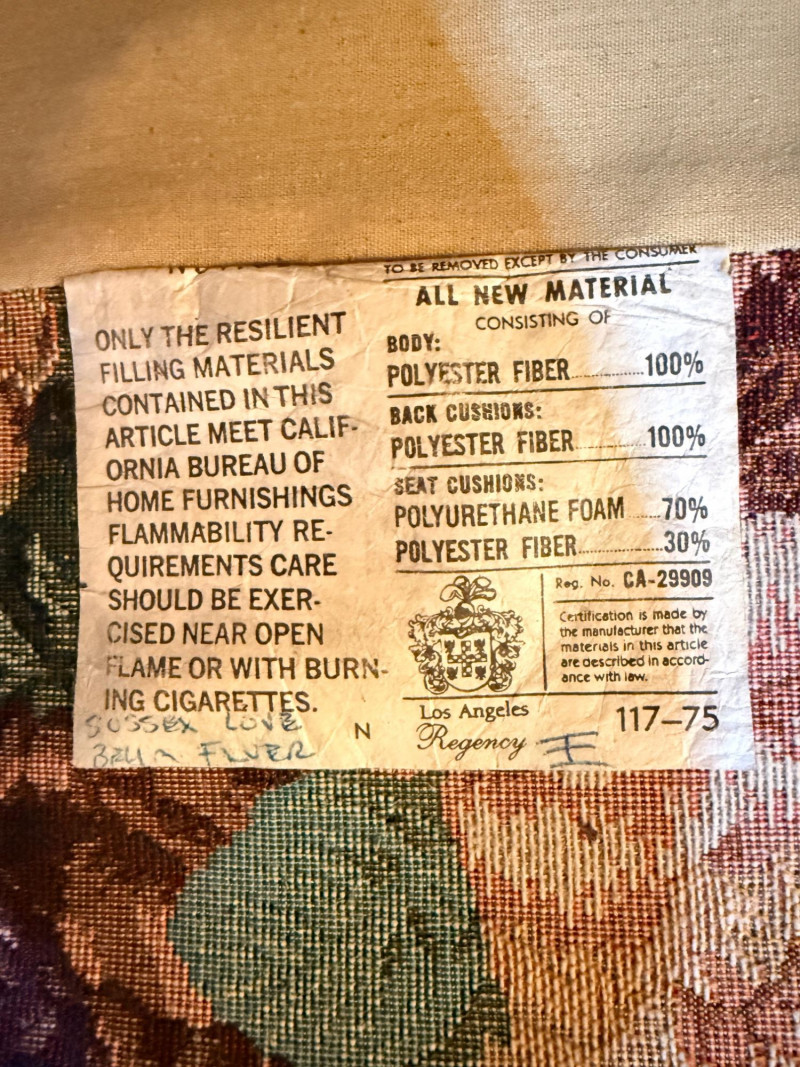 ONLY THE RESILIENT
FILLING MATERIALS
CONTAINED IN THIS
ARTICLE MEET CALIF-
ORNIA BUREAU OF
HOME FURNISHINGS
FLAMMABILITY RE-
QUIREMENTS CARE
SHOULD BE EXER-
CISED NEAR OPEN
FLAME OR WITH BURN-
ING CIGARETTES.
SUSSEX LOVE
N
TO BE REMOVED EXCEPT BY THE CONSUMER
ALL NEW MATERIAL
CONSISTING OF
BODY:
POLYESTER FIBER............100%
BACK CUSHIONS:
POLYESTER FIBER............100%
SEAT CUSHIONS:
POLYURETHANE FOAM .....70%
POLYESTER FIBER..............30%
Reg. No. CA-29909
Certification is made by
the manufacturer that the
materials in this article
are described in accord-
ance with law.
Los Angeles
Regency
117-75